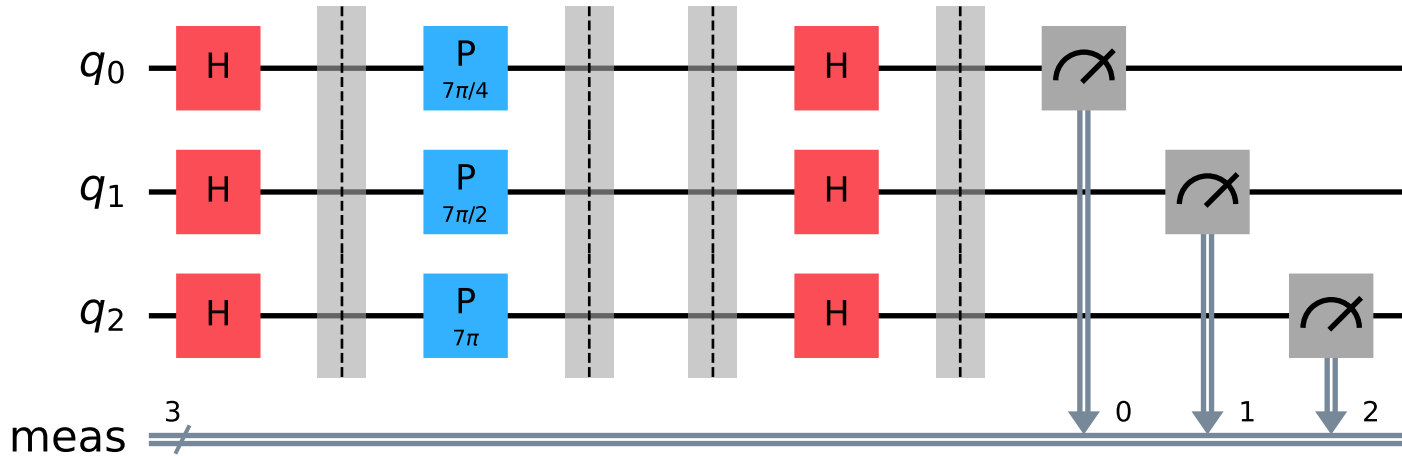 q0 H P 7π/4 H
q1 H P 7π/2 H
q2 H P 7π H
meas 3 0 1 2